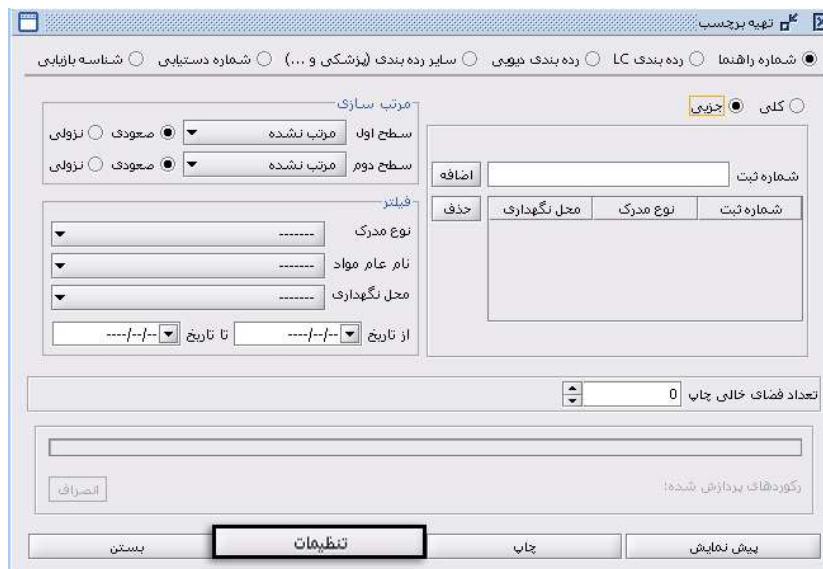 تهیه برچسب
شماره راهنما رده بندی LC رده بندی دیویی سایر رده بندی (پزشکی و ...) شماره دستیابی شناسه بازیابی
کلی جزیی
شماره ثبت اضافه
شماره ثبت نوع مدرک محل نگهداری حذف
مرتب سازی
سطح اول مرتب نشده صعودی نزولی
سطح دوم مرتب نشده صعودی نزولی
فیلتر
نوع مدرک -------
نام عام مواد -------
محل نگهداری -------
از تاریخ --/--/---- تا تاریخ --/--/----
تعداد فضای خالی چاپ 0
رکوردهای پردازش شده: انصراف
پیش نمایش چاپ تنظیمات بستن